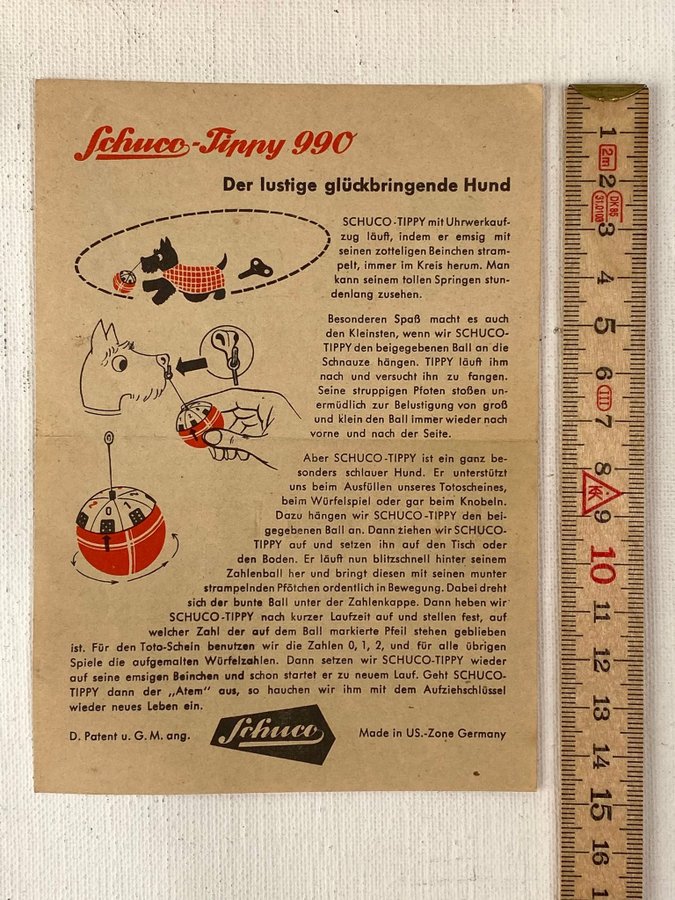 Schuco-Tippy 990
Der lustige glückbringende Hund
SCHUCO-TIPPY mit Uhrwerkauf-
zug läuft, indem er emsig mit
seinen zotteligen Beinchen stram-
pelt, immer im Kreis herum. Man
kann seinem tollen Springen stun-
denlang zusehen.
Besonderen Spaß macht es auch
den Kleinsten, wenn wir SCHUCO-
TIPPY den beigegebenen Ball an die
Schnauze hängen. TIPPY läuft ihm
nach und versucht ihn zu fangen.
Seine struppigen Pfoten stoßen un-
ermüdlich zur Belustigung von groß
und klein den Ball immer wieder nach
vorne und nach der Seite.
Aber SCHUCO-TIPPY ist ein ganz be-
sonders schlauer Hund. Er unterstützt
uns beim Ausfüllen unseres Totoscheines,
beim Würfelspiel oder gar beim Knobeln.
Dazu hängen wir SCHUCO-TIPPY den bei-
gegebenen Ball an. Dann ziehen wir SCHUCO-
TIPPY auf und setzen ihn auf den Tisch oder
den Boden. Er läuft nun blitzschnell hinter seinem
Zahlenball her und bringt diesen mit seinen munter
strampelnden Pfötchen ordentlich in Bewegung. Dabei dreht
sich der bunte Ball unter der Zahlenkappe. Dann heben wir
SCHUCO-TIPPY nach kurzer Laufzeit auf und stellen fest, auf
welcher Zahl der auf dem Ball markierte Pfeil stehen geblieben
ist. Für den Toto-Schein benutzen wir die Zahlen 0, 1, 2, und für alle übrigen
Spiele die aufgemalten Würfelzahlen. Dann setzen wir SCHUCO-TIPPY wieder
auf seine emsigen Beinchen und schon startet er zu neuem Lauf. Geht SCHUCO-
TIPPY dann der „Atem" aus, so hauchen wir ihm mit dem Aufziehschlüssel
wieder neues Leben ein.
2 0 1
D. Patent u. G. M. ang.
Schuco
Made in US.-Zone Germany
1
2m
2
DK 86
31.0108
3
4
5
6
III
7
8
9
10
11
12
13
14
15
16